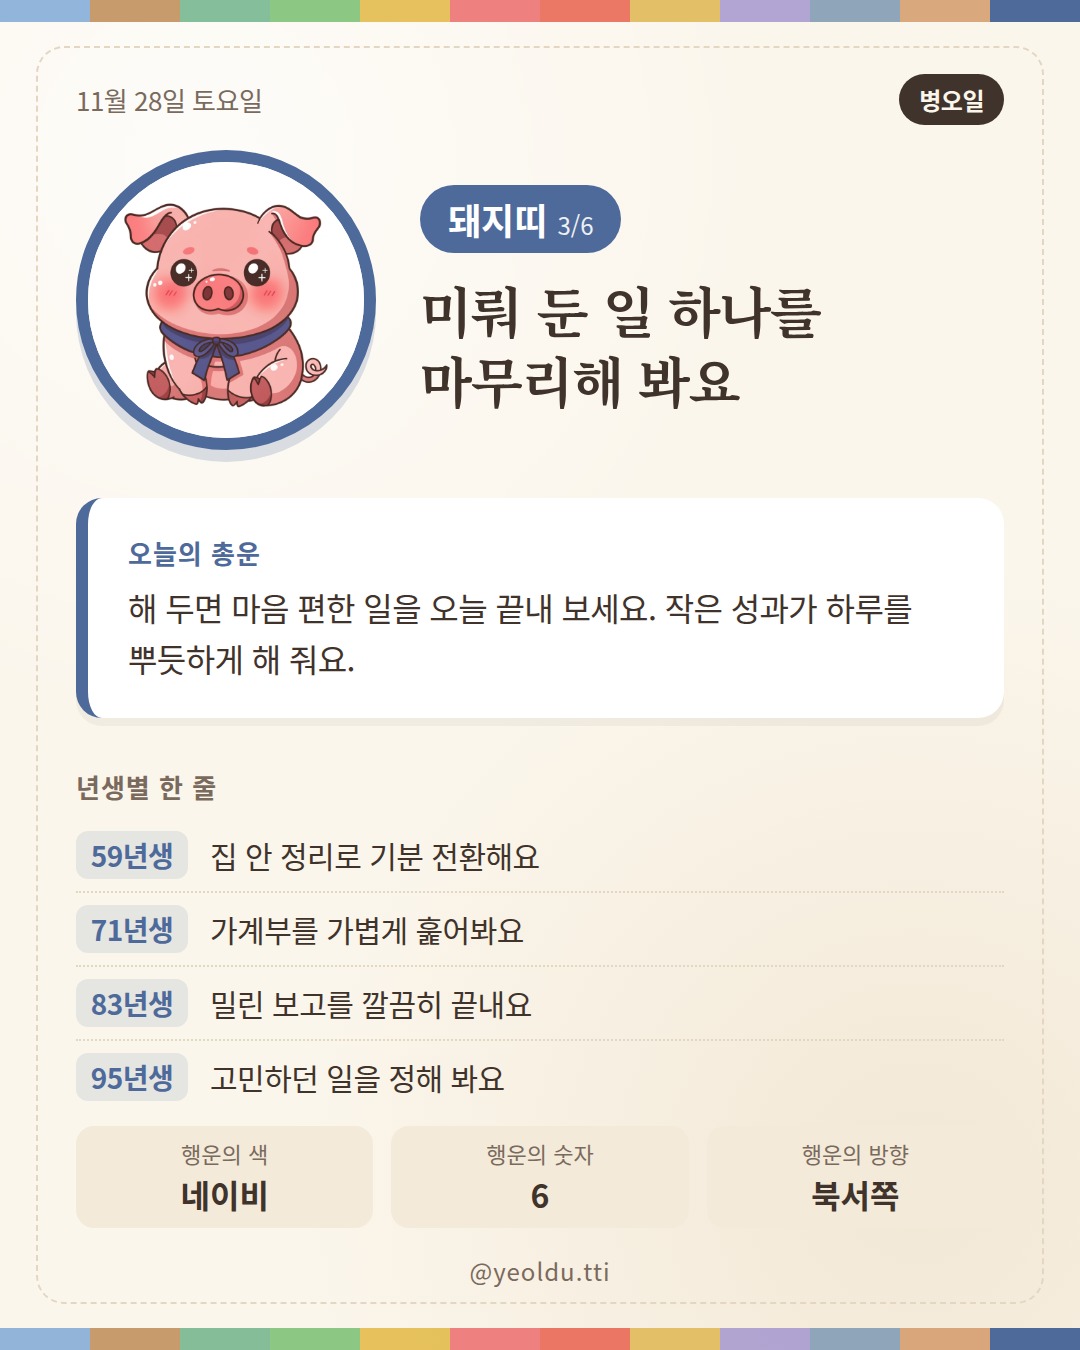 11월 28일 토요일
병오일
돼지띠 3/6
미뤄 둔 일 하나를
마무리해 봐요
오늘의 총운
해 두면 마음 편한 일을 오늘 끝내 보세요. 작은 성과가 하루를
뿌듯하게 해 줘요.
년생별 한 줄
59년생 집 안 정리로 기분 전환해요
71년생 가계부를 가볍게 훑어봐요
83년생 밀린 보고를 깔끔히 끝내요
95년생 고민하던 일을 정해 봐요
행운의 색
네이비
행운의 숫자
6
행운의 방향
북서쪽
@yeoldu.tti